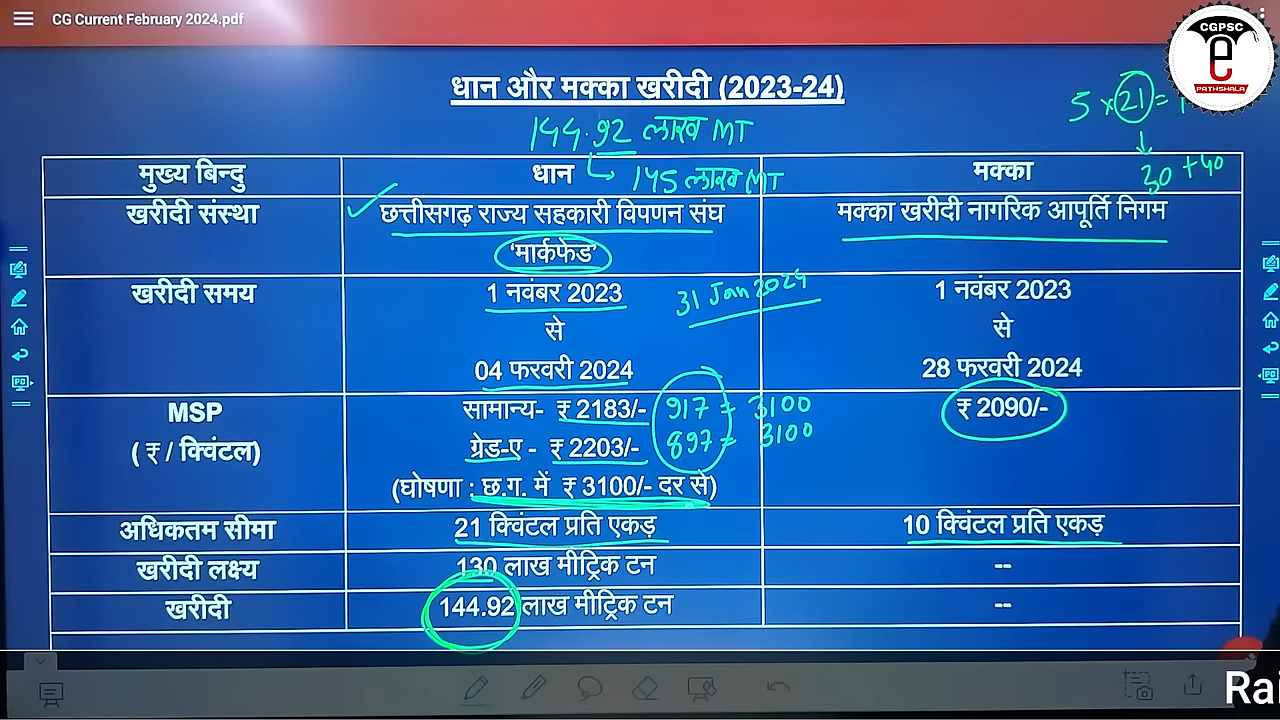 CG Current February 2024.pdf
CGPSC
e
PATHSHALA
धान और मक्का खरीदी (2023-24)
144.92 लाख MT
5 × 21 =
मुख्य बिन्दु धान → 145 लाख MT मक्का 30 + 40
खरीदी संस्था छत्तीसगढ़ राज्य सहकारी विपणन संघ मक्का खरीदी नागरिक आपूर्ति निगम
'मार्कफेड'
खरीदी समय 1 नवंबर 2023 31 Jan 2024 1 नवंबर 2023
से से
04 फरवरी 2024 28 फरवरी 2024
MSP सामान्य- ₹ 2183/- 917 = 3100 ₹ 2090/-
( ₹ / क्विंटल) ग्रेड-ए - ₹ 2203/- 897 = 3100
(घोषणा : छ.ग. में ₹ 3100/- दर से)
अधिकतम सीमा 21 क्विंटल प्रति एकड़ 10 क्विंटल प्रति एकड़
खरीदी लक्ष्य 130 लाख मीट्रिक टन --
खरीदी 144.92 लाख मीट्रिक टन --
PC PC
Rai